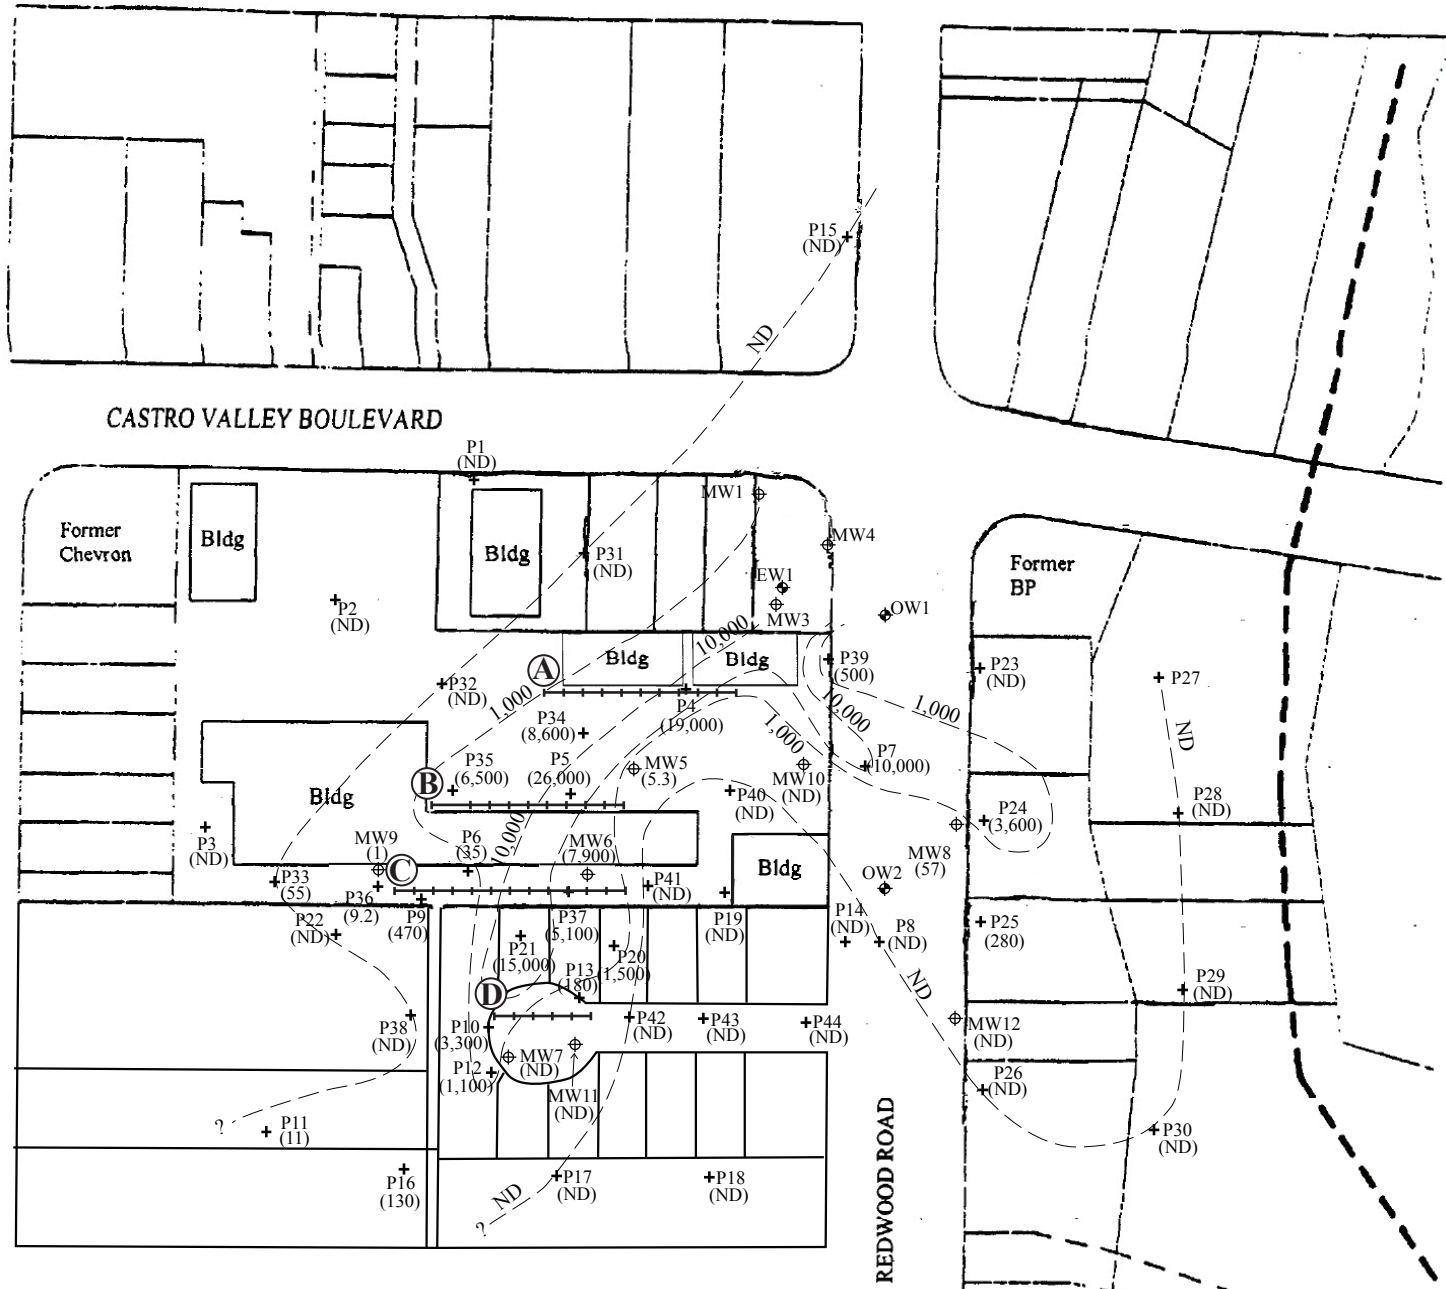 P15
(ND)
ND
CASTRO VALLEY BOULEVARD
P1
(ND)
MW1
Former
Chevron
Bldg
Bldg
P31
(ND)
MW4
Former
BP
EW1
MW3
OW1
P2
(ND)
10,000
Bldg
Bldg
P39
(500)
P23
(ND)
P27
A
P32
(ND)
1,000
P4
(19,000)
10,000
1,000
ND
P34
(8,600)
1,000
P35
(6,500)
P5
(26,000)
MW5
(5.3)
MW10
(ND)
P7
(10,000)
B
Bldg
P40
(ND)
P24
(3,600)
P28
(ND)
P3
(ND)
MW9
(1)
P6
(35)
10,000
MW6
(7,900)
Bldg
MW8
(57)
C
P33
(55)
P36
(9.2)
P9
(470)
P41
(ND)
OW2
P22
(ND)
P37
(5,100)
P19
(ND)
P14
(ND)
P8
(ND)
P25
(280)
P21
(15,000)
P20
(1,500)
P13
(180)
ND
D
P29
(ND)
P38
(ND)
P10
(3,300)
P42
(ND)
P43
(ND)
P44
(ND)
MW12
(ND)
MW7
(ND)
P12
(1,100)
MW11
(ND)
P26
(ND)
?
P11
(11)
P30
(ND)
P16
(130)
ND
?
P17
(ND)
P18
(ND)
REDWOOD ROAD